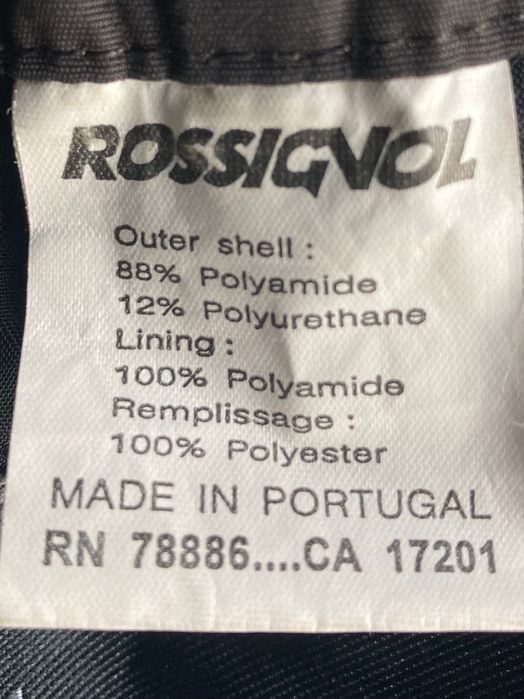 ROSSIGNOL
Outer shell :
88% Polyamide
12% Polyurethane
Lining :
100% Polyamide
Remplissage :
100% Polyester
MADE IN PORTUGAL
RN 78886....CA 17201